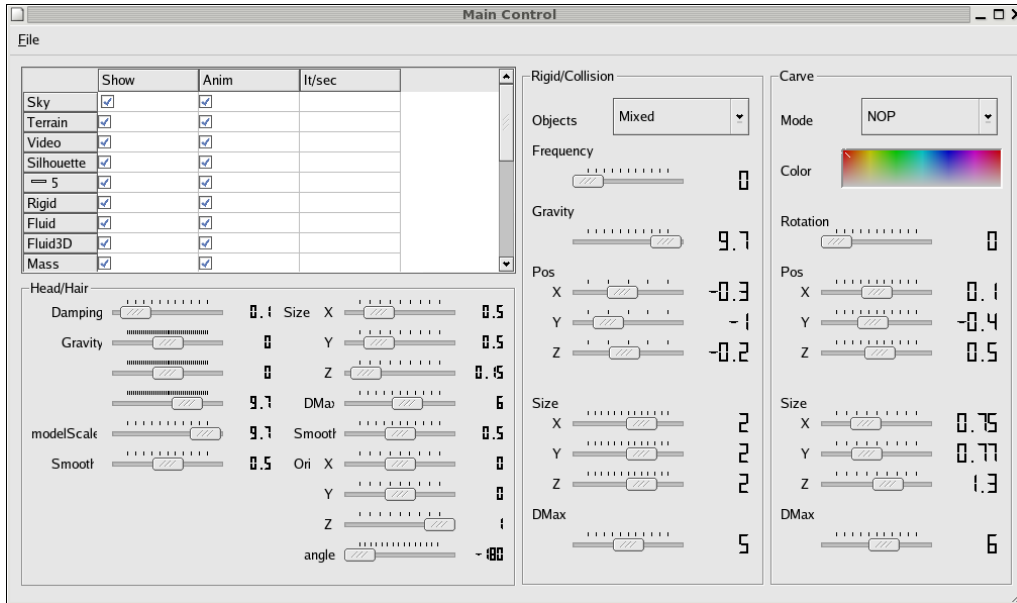 Main Control
File
Show Anim It/sec
Sky
Terrain
Video
Silhouette
5
Rigid
Fluid
Fluid3D
Mass
Head/Hair
Damping 0.1
Gravity 0
0
9.7
modelScale 9.7
Smooth 0.5
Size X 0.5
Y 0.5
Z 0.15
DMax 6
Smooth 0.5
Ori X 0
Y 0
Z 1
angle -180
Rigid/Collision
Objects Mixed
Frequency
0
Gravity
9.7
Pos
X -0.3
Y -1
Z -0.2
Size
X 2
Y 2
Z 2
DMax
5
Carve
Mode NOP
Color
Rotation
0
Pos
X 0.1
Y -0.4
Z 0.5
Size
X 0.75
Y 0.77
Z 1.3
DMax
6